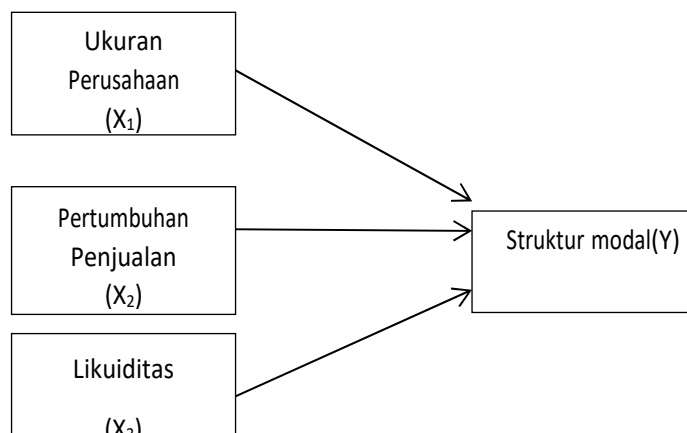 Ukuran
Perusahaan
(X₁)
Pertumbuhan
Penjualan
(X₂)
Struktur modal(Y)
Likuiditas